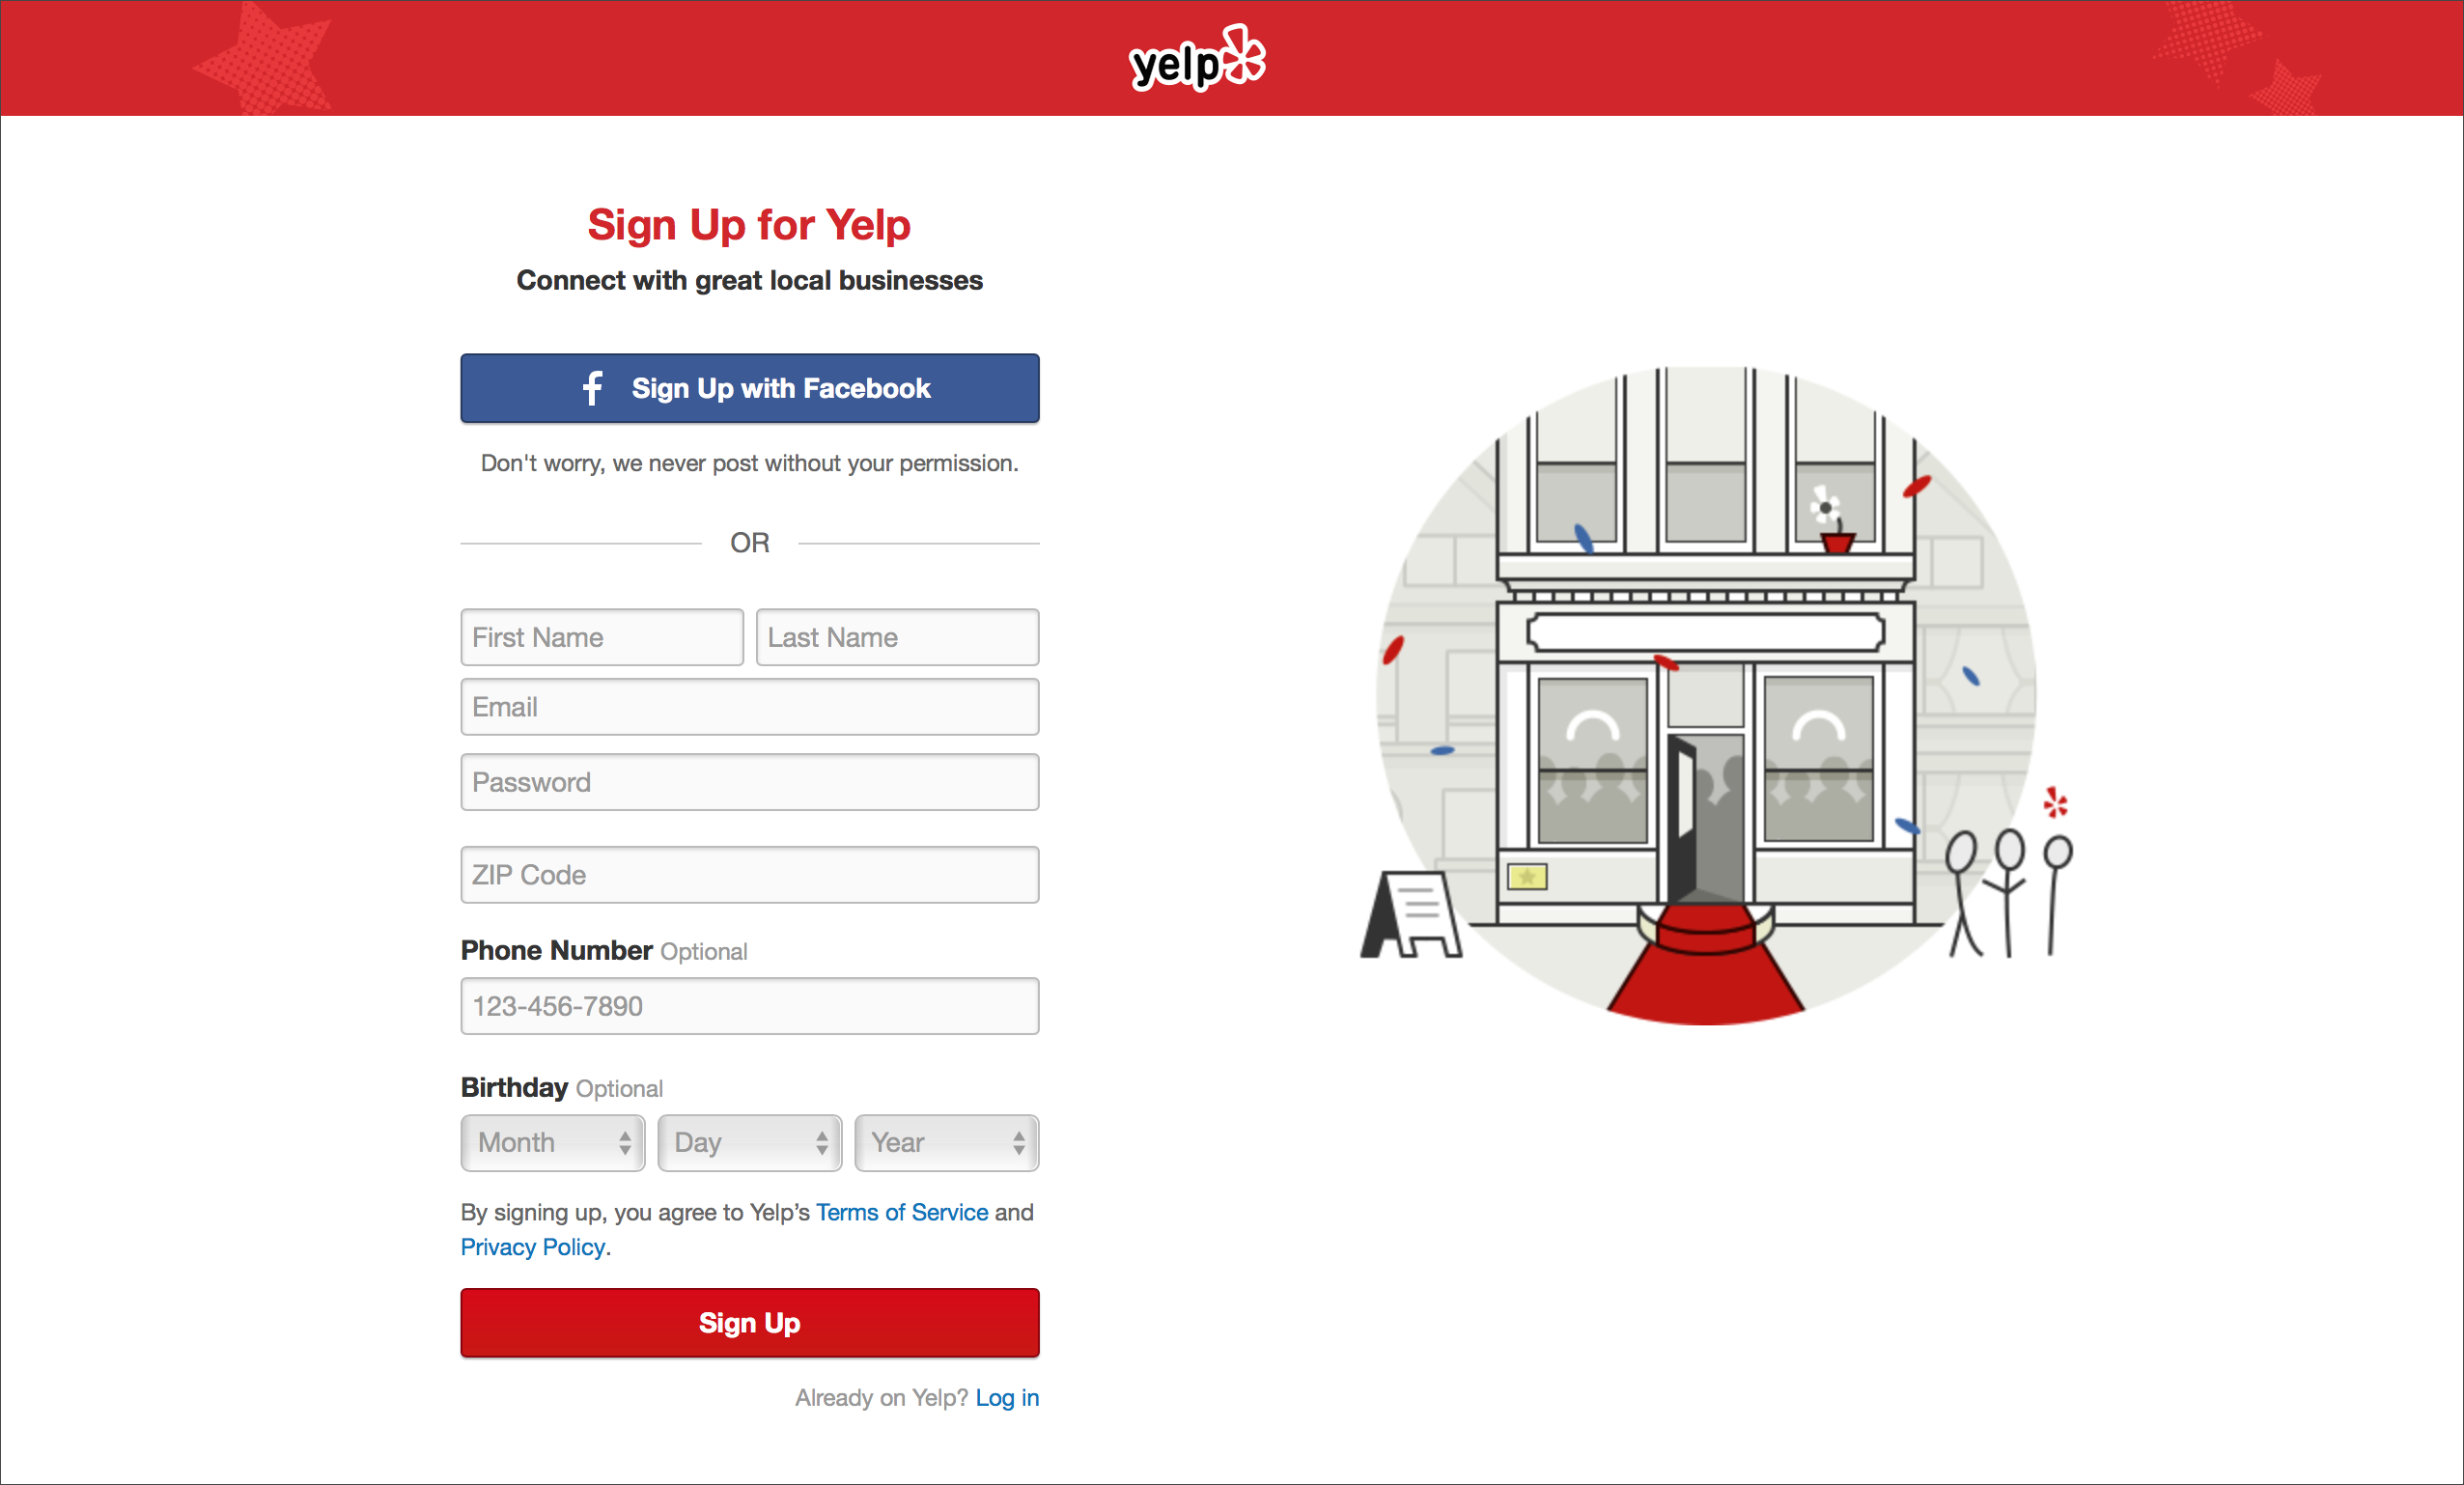 yelp
Sign Up for Yelp
Connect with great local businesses
f Sign Up with Facebook
Don't worry, we never post without your permission.
OR
First Name Last Name
Email
Password
ZIP Code
Phone Number Optional
123-456-7890
Birthday Optional
Month Day Year
By signing up, you agree to Yelp’s Terms of Service and
Privacy Policy.
Sign Up
Already on Yelp? Log in